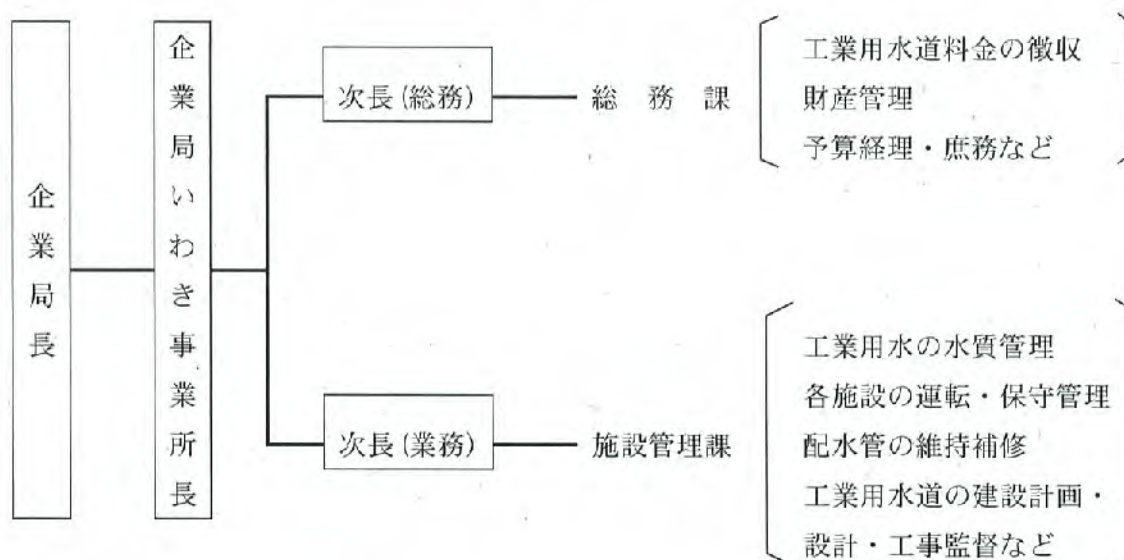 企業局長
企業局いわき事業所長
次長(総務)
総務課
工業用水道料金の徴収
財産管理
予算経理・庶務など
次長(業務)
施設管理課
工業用水の水質管理
各施設の運転・保守管理
配水管の維持補修
工業用水道の建設計画・
設計・工事監督など